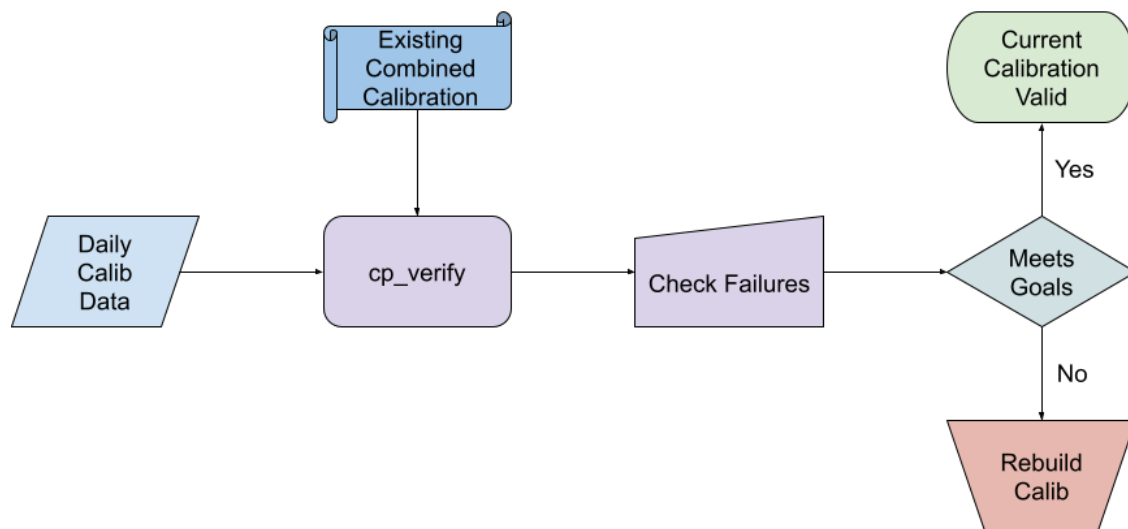 Existing
Combined
Calibration
Current
Calibration
Valid
Yes
Daily
Calib
Data
cp_verify
Check Failures
Meets
Goals
No
Rebuild
Calib